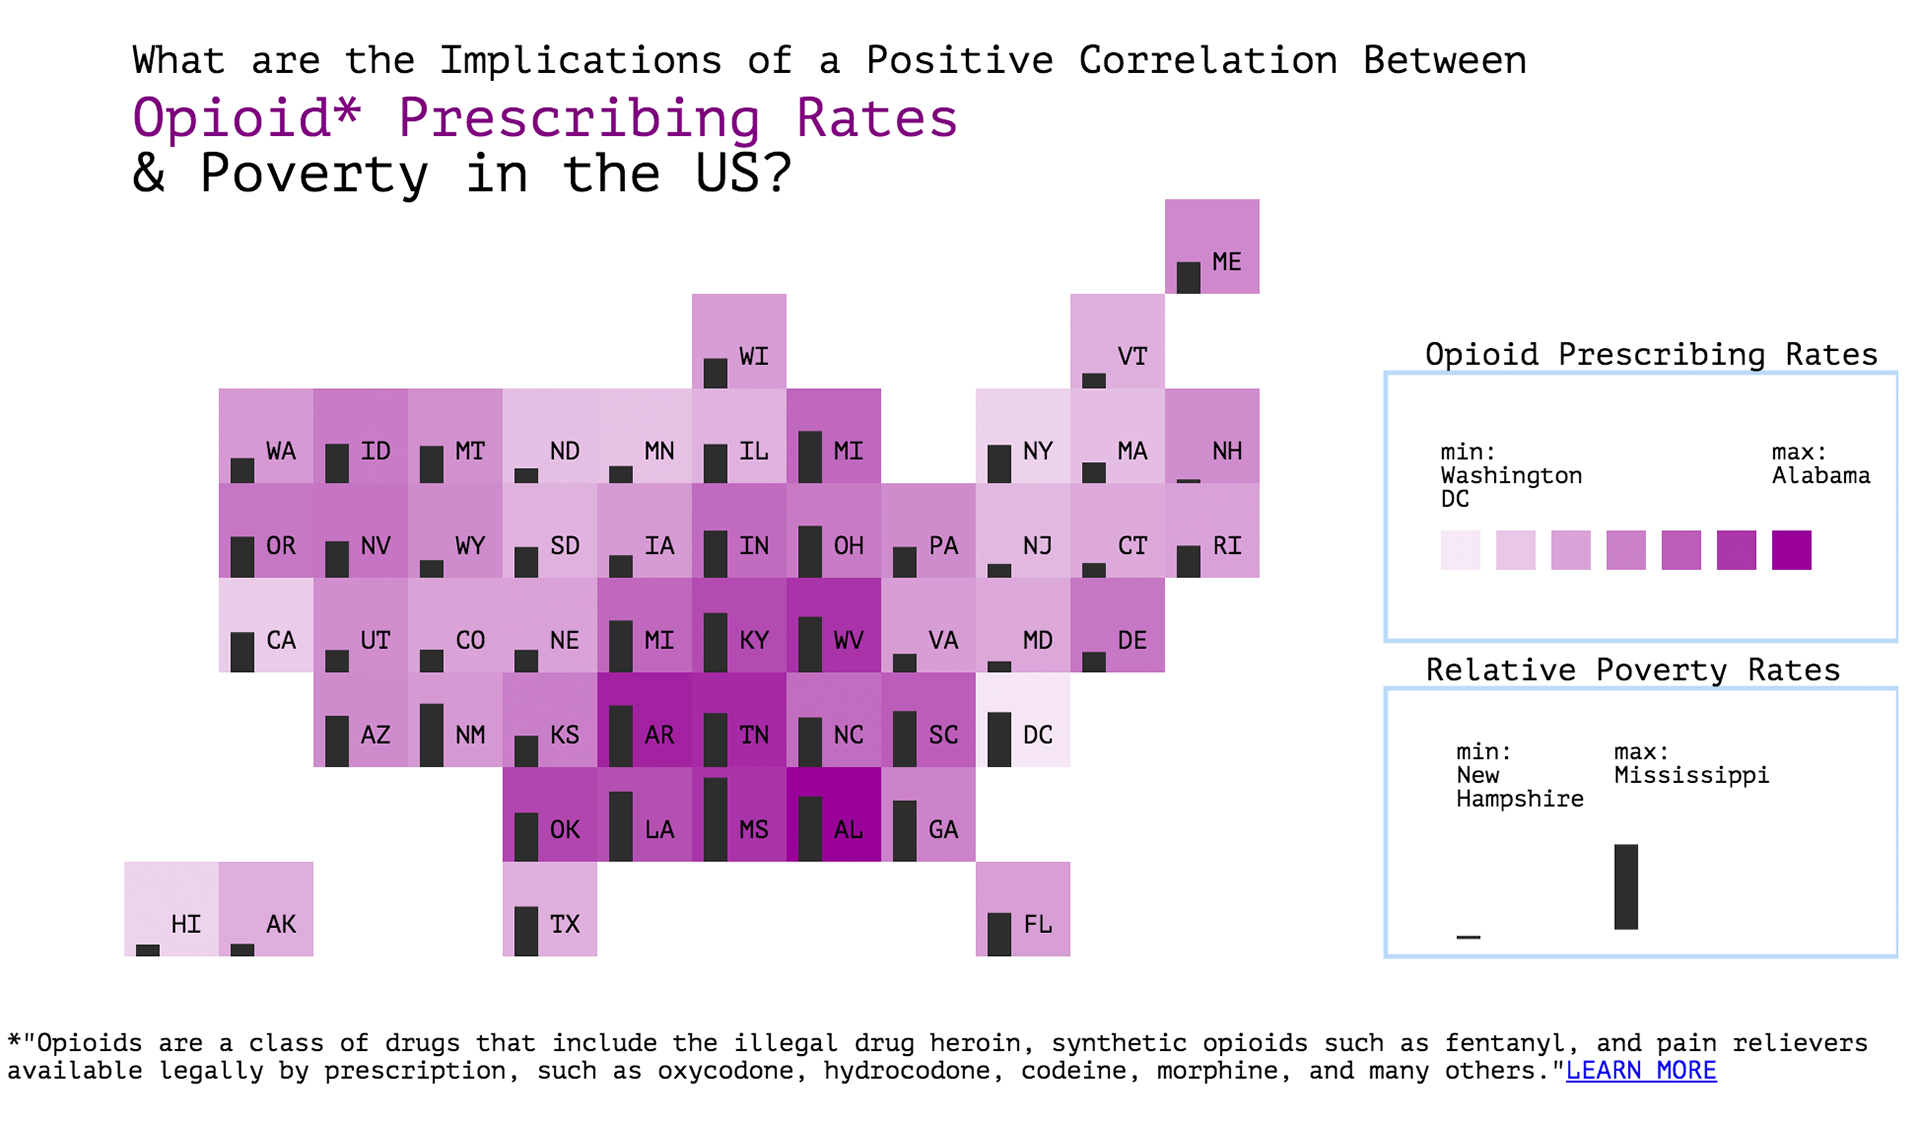 What are the Implications of a Positive Correlation Between
Opioid* Prescribing Rates
& Poverty in the US?
ME
WI VT
WA ID MT ND MN IL MI NY MA NH
OR NV WY SD IA IN OH PA NJ CT RI
CA UT CO NE MI KY WV VA MD DE
AZ NM KS AR TN NC SC DC
OK LA MS AL GA
HI AK TX FL
Opioid Prescribing Rates
min:
Washington
DC
max:
Alabama
Relative Poverty Rates
min:
New
Hampshire
max:
Mississippi
*"Opioids are a class of drugs that include the illegal drug heroin, synthetic opioids such as fentanyl, and pain relievers
available legally by prescription, such as oxycodone, hydrocodone, codeine, morphine, and many others."LEARN MORE